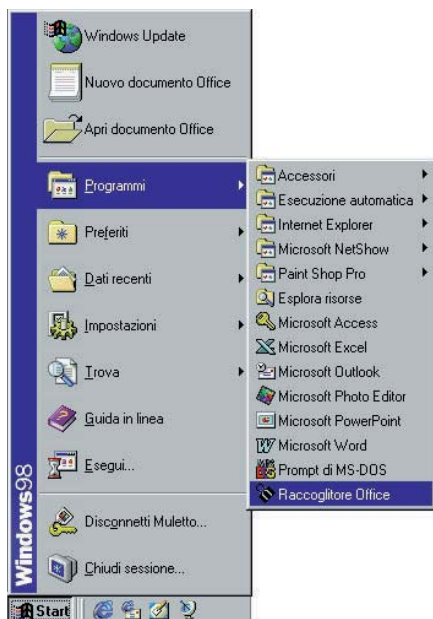 Windows Update
Nuovo documento Office
Apri documento Office
Programmi
Preferiti
Dati recenti
Impostazioni
Trova
Guida in linea
Esegui...
Disconnetti Muletto...
Chiudi sessione...
Windows98
Start
Accessori
Esecuzione automatica
Internet Explorer
Microsoft NetShow
Paint Shop Pro
Esplora risorse
Microsoft Access
Microsoft Excel
Microsoft Outlook
Microsoft Photo Editor
Microsoft PowerPoint
Microsoft Word
Prompt di MS-DOS
Raccoglitore Office